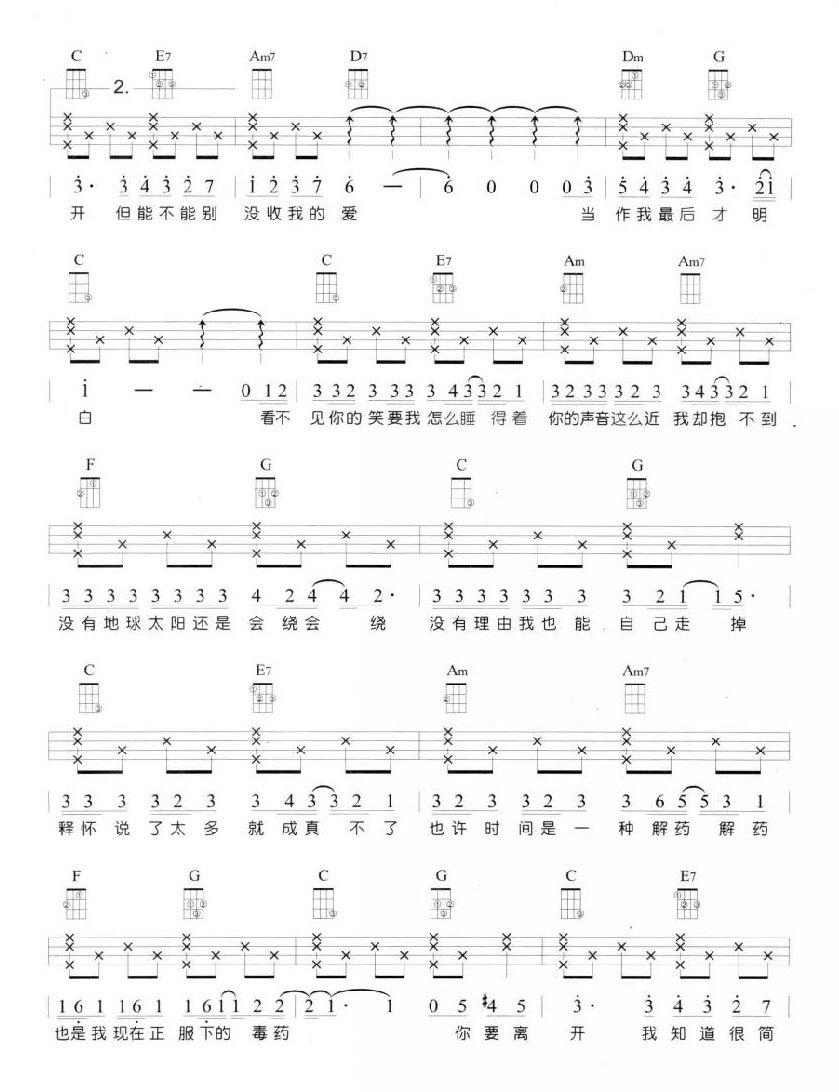 C E7 Am7 D7 Dm G
2.
3· 3 4 3 2 7 | 1 2 3 7 6 — | 6 0 0 0 3 | 5 4 3 4 3· 2 1
开 但能不能别 没收我的爱 当 作我最后才明
C C E7 Am Am7
1 — — 0 1 2 | 3 3 2 3 3 3 3 4 3 3 2 1 | 3 2 3 3 3 2 3 3 4 3 3 2 1
白 看不 见你的笑要我怎么睡 得着 你的声音这么近 我却抱 不到
F G C G
3 3 3 3 3 3 3 3 4 2 4 4 2· | 3 3 3 3 3 3 3 3 2 1 1 5·
没有地球太阳还是 会 绕会 绕 没有理由我也能 自己走 掉
C E7 Am Am7
3 3 3 3 2 3 3 4 3 3 2 1 | 3 2 3 3 2 3 3 6 5 5 3 1
释怀 说 了太多 就 成真 不了 也许时间是一 种 解药 解药
F G C G C E7
1 6 1 1 6 1 1 6 1 1 2 2 | 2 1· 1 0 5 #4 5 | 3· 3 4 3 2 7
也是我现在正 服下的 毒药 你要离 开 我知道很简